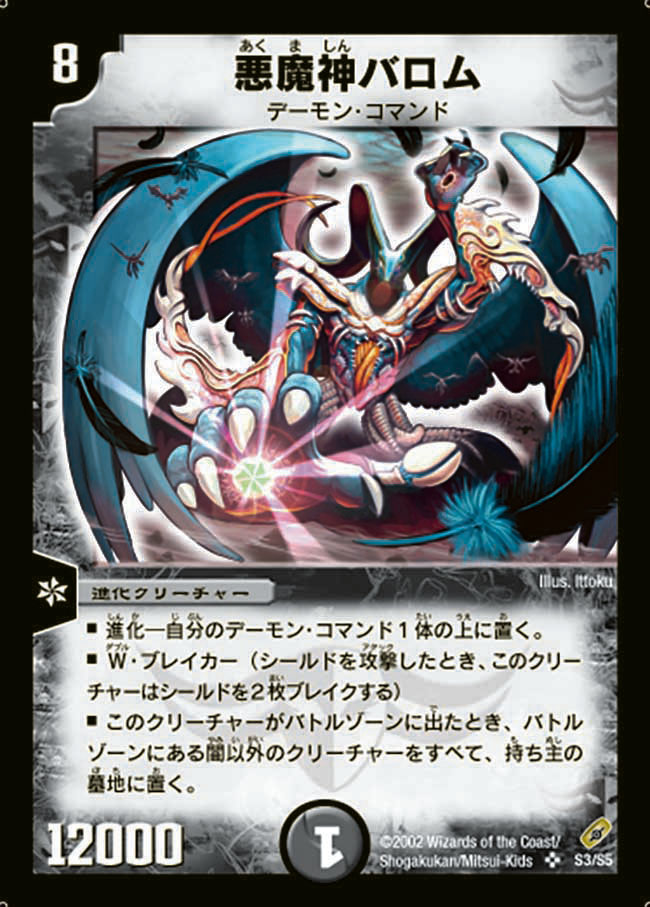 8
あくましん
悪魔神バロム
デーモン・コマンド
Illus. Ittoku
進化クリーチャー
■ 進化—自分のデーモン・コマンド1体の上に置く。
■ W・ブレイカー（シールドを攻撃したとき、このクリー
チャーはシールドを2枚ブレイクする）
■ このクリーチャーがバトルゾーンに出たとき、バトル
ゾーンにある闇以外のクリーチャーをすべて、持ち主の
墓地に置く。
12000
1
©2002 Wizards of the Coast/
Shogakukan/Mitsui-Kids
S3/S5